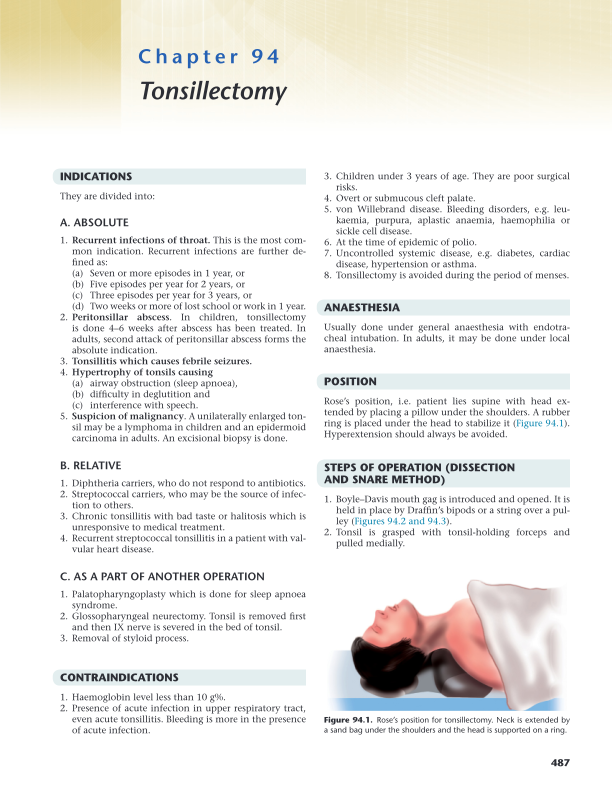 Chapter 94
Tonsillectomy
INDICATIONS
They are divided into:
A. ABSOLUTE
1. Recurrent infections of throat. This is the most com-
mon indication. Recurrent infections are further de-
fined as:
(a) Seven or more episodes in 1 year, or
(b) Five episodes per year for 2 years, or
(c) Three episodes per year for 3 years, or
(d) Two weeks or more of lost school or work in 1 year.
2. Peritonsillar abscess. In children, tonsillectomy
is done 4–6 weeks after abscess has been treated. In
adults, second attack of peritonsillar abscess forms the
absolute indication.
3. Tonsillitis which causes febrile seizures.
4. Hypertrophy of tonsils causing
(a) airway obstruction (sleep apnoea),
(b) difficulty in deglutition and
(c) interference with speech.
5. Suspicion of malignancy. A unilaterally enlarged ton-
sil may be a lymphoma in children and an epidermoid
carcinoma in adults. An excisional biopsy is done.
B. RELATIVE
1. Diphtheria carriers, who do not respond to antibiotics.
2. Streptococcal carriers, who may be the source of infec-
tion to others.
3. Chronic tonsillitis with bad taste or halitosis which is
unresponsive to medical treatment.
4. Recurrent streptococcal tonsillitis in a patient with val-
vular heart disease.
C. AS A PART OF ANOTHER OPERATION
1. Palatopharyngoplasty which is done for sleep apnoea
syndrome.
2. Glossopharyngeal neurectomy. Tonsil is removed first
and then IX nerve is severed in the bed of tonsil.
3. Removal of styloid process.
CONTRAINDICATIONS
1. Haemoglobin level less than 10 g%.
2. Presence of acute infection in upper respiratory tract,
even acute tonsillitis. Bleeding is more in the presence
of acute infection.
3. Children under 3 years of age. They are poor surgical
risks.
4. Overt or submucous cleft palate.
5. von Willebrand disease. Bleeding disorders, e.g. leu-
kaemia, purpura, aplastic anaemia, haemophilia or
sickle cell disease.
6. At the time of epidemic of polio.
7. Uncontrolled systemic disease, e.g. diabetes, cardiac
disease, hypertension or asthma.
8. Tonsillectomy is avoided during the period of menses.
ANAESTHESIA
Usually done under general anaesthesia with endotra-
cheal intubation. In adults, it may be done under local
anaesthesia.
POSITION
Rose’s position, i.e. patient lies supine with head ex-
tended by placing a pillow under the shoulders. A rubber
ring is placed under the head to stabilize it (Figure 94.1).
Hyperextension should always be avoided.
STEPS OF OPERATION (DISSECTION
AND SNARE METHOD)
1. Boyle–Davis mouth gag is introduced and opened. It is
held in place by Draffin’s bipods or a string over a pul-
ley (Figures 94.2 and 94.3).
2. Tonsil is grasped with tonsil-holding forceps and
pulled medially.
Figure 94.1. Rose’s position for tonsillectomy. Neck is extended by
a sand bag under the shoulders and the head is supported on a ring.
487